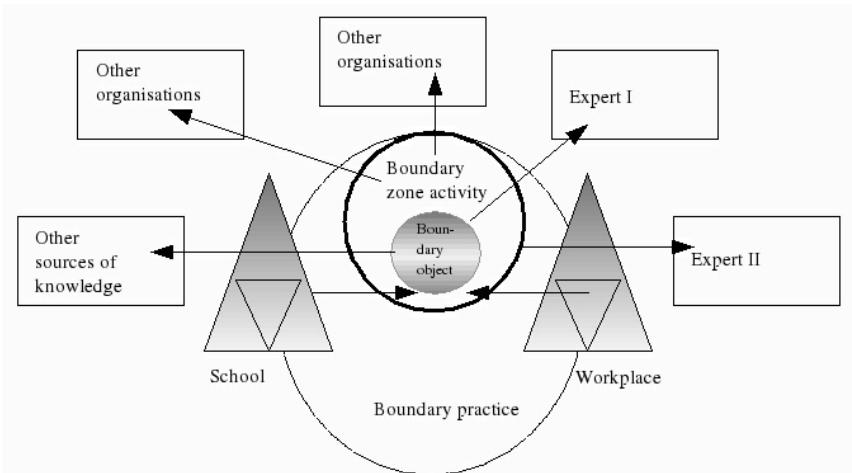 Other
organisations
Other
organisations
Expert I
Boundary
zone activity
Boun-
dary
object
Other
sources of
knowledge
Expert II
School
Workplace
Boundary practice